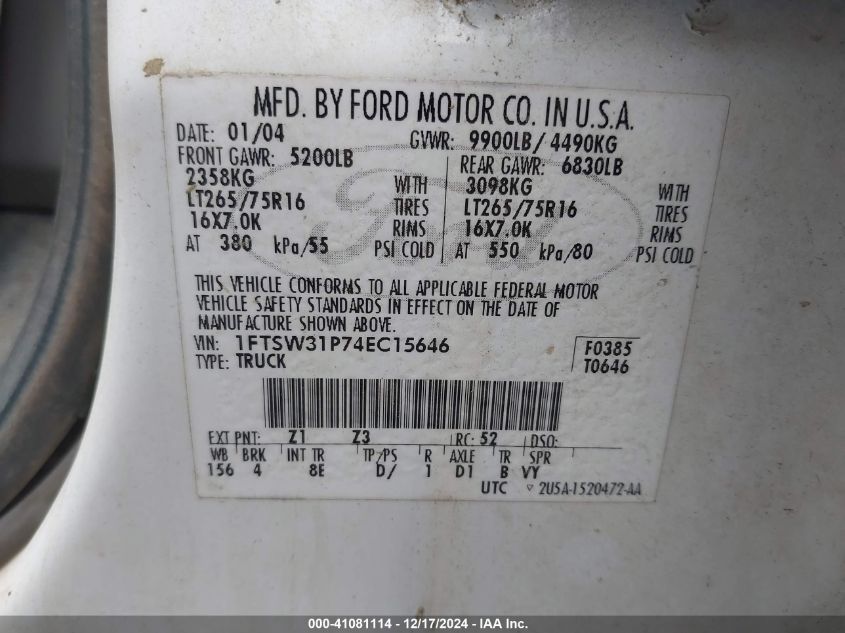 MFD. BY FORD MOTOR CO. IN U.S.A.
DATE: 01/04 GVWR: 9900LB/ 4490KG
FRONT GAWR: 5200LB REAR GAWR: 6830LB
2358KG WITH 3098KG WITH
LT265/75R16 TIRES LT265/75R16 TIRES
16X7.0K RIMS 16X7.0K RIMS
AT 380 kPa/55 PSI COLD AT 550 kPa/80 PSI COLD
Ford
THIS VEHICLE CONFORMS TO ALL APPLICABLE FEDERAL MOTOR
VEHICLE SAFETY STANDARDS IN EFFECT ON THE DATE OF
MANUFACTURE SHOWN ABOVE.
VIN: 1FTSW31P74EC15646 F0385
TYPE: TRUCK T0646
EXT PNT: Z1 Z3 RC: 52 DSO:
WB BRK INT TR TP/PS R AXLE TR SPR
156 4 8E D/ 1 D1 B VY
UTC ▽ 2U5A-1520472-AA
000-41081114 - 12/17/2024 - IAA Inc.